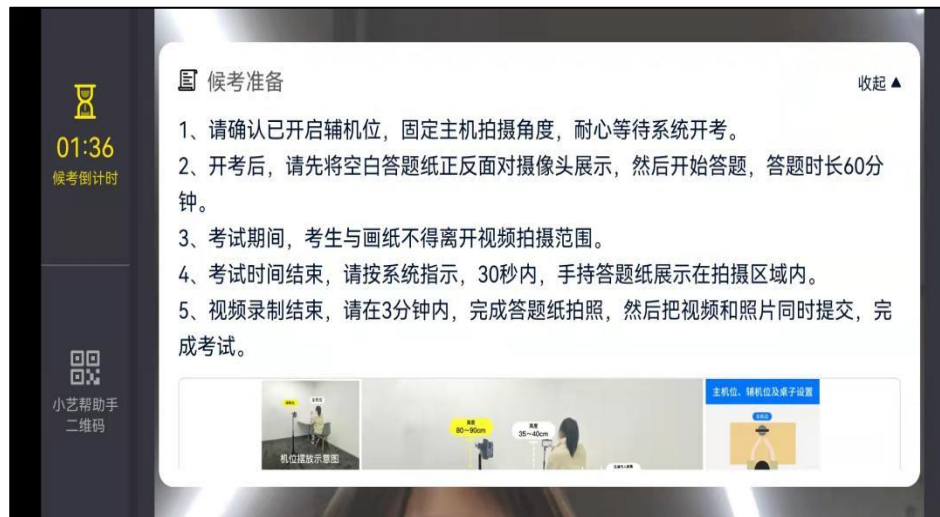 候考准备
收起▲
01:36
候考倒计时
1、请确认已开启辅机位，固定主机拍摄角度，耐心等待系统开考。
2、开考后，请先将空白答题纸正反面对摄像头展示，然后开始答题，答题时长60分
钟。
3、考试期间，考生与画纸不得离开视频拍摄范围。
4、考试时间结束，请按系统指示，30秒内，手持答题纸展示在拍摄区域内。
5、视频录制结束，请在3分钟内，完成答题纸拍照，然后把视频和照片同时提交，完
成考试。
小艺帮助手
二维码
机位摆放示意图
高度
80～90cm
高度
35～40cm
主机位、辅机位及桌子设置